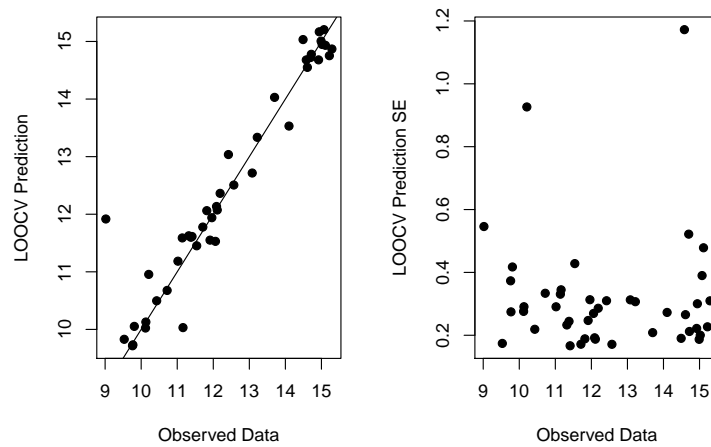 LOOCV Prediction
15
14
13
12
11
10
9 10 11 12 13 14 15
Observed Data
LOOCV Prediction SE
1.2
1.0
0.8
0.6
0.4
0.2
9 10 11 12 13 14 15
Observed Data